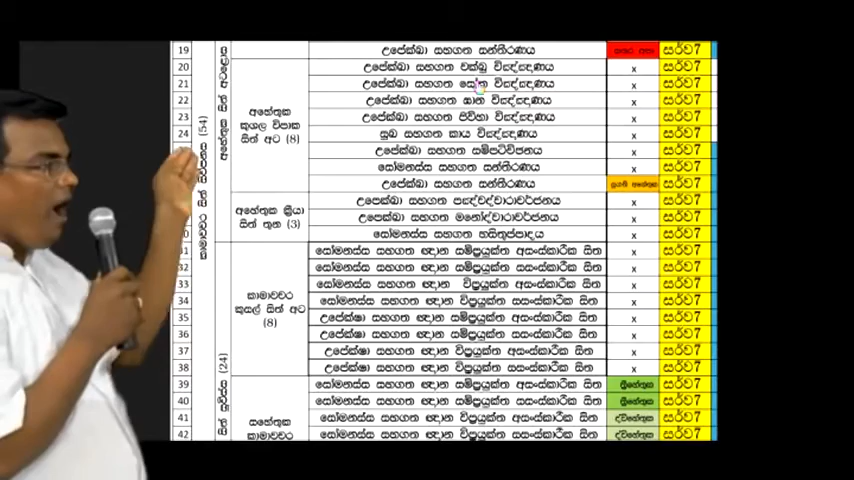 19 උපේක්ඛා සහගත සන්තීරණය සර්ව7
20 උපේක්ඛා සහගත චක්ඛු විඤ්ඤාණය x සර්ව7
21 උපේක්ඛා සහගත සෝත විඤ්ඤාණය x සර්ව7
22 උපේක්ඛා සහගත ඝාන විඤ්ඤාණය x සර්ව7
23 උපේක්ඛා සහගත ජිව්හා විඤ්ඤාණය x සර්ව7
24 සුඛ සහගත කාය විඤ්ඤාණය x සර්ව7
උපේක්ඛා සහගත සම්පටිච්ඡනය x සර්ව7
සෝමනස්ස සහගත සන්තීරණය x සර්ව7
උපේක්ඛා සහගත සන්තීරණය සුගති අහේතුක සර්ව7
අහේතුක
කුශල විපාක
සිත් අට (8)
උපෙක්ඛා සහගත පඤ්චද්වාරාවර්ජනය x සර්ව7
උපෙක්ඛා සහගත මනෝද්වාරාවර්ජනය x සර්ව7
සෝමනස්ස සහගත හසිතුප්පාදය x සර්ව7
අහේතුක ක්‍රියා
සිත් තුන (3)
31 සෝමනස්ස සහගත ඥාන සම්ප්‍රයුක්ත අසංස්කාරික සිත x සර්ව7
32 සෝමනස්ස සහගත ඥාන සම්ප්‍රයුක්ත සසංස්කාරික සිත x සර්ව7
33 සෝමනස්ස සහගත ඥාන විප්‍රයුක්ත අසංස්කාරික සිත x සර්ව7
34 සෝමනස්ස සහගත ඥාන විප්‍රයුක්ත සසංස්කාරික සිත x සර්ව7
35 උපේක්ෂා සහගත ඥාන සම්ප්‍රයුක්ත අසංස්කාරික සිත x සර්ව7
36 උපේක්ෂා සහගත ඥාන සම්ප්‍රයුක්ත සසංස්කාරික සිත x සර්ව7
37 උපේක්ෂා සහගත ඥාන විප්‍රයුක්ත අසංස්කාරික සිත x සර්ව7
38 උපේක්ෂා සහගත ඥාන විප්‍රයුක්ත සසංස්කාරික සිත x සර්ව7
කාමාවචර
කුසල් සිත් අට
(8)
39 සෝමනස්ස සහගත ඥාන සම්ප්‍රයුක්ත අසංස්කාරික සිත ත්‍රිහේතුක සර්ව7
40 සෝමනස්ස සහගත ඥාන සම්ප්‍රයුක්ත සසංස්කාරික සිත ත්‍රිහේතුක සර්ව7
41 සෝමනස්ස සහගත ඥාන විප්‍රයුක්ත අසංස්කාරික සිත ද්විහේතුක සර්ව7
42 සෝමනස්ස සහගත ඥාන විප්‍රයුක්ත සසංස්කාරික සිත ද්විහේතුක සර්ව7
සහේතුක
කාමාවචර